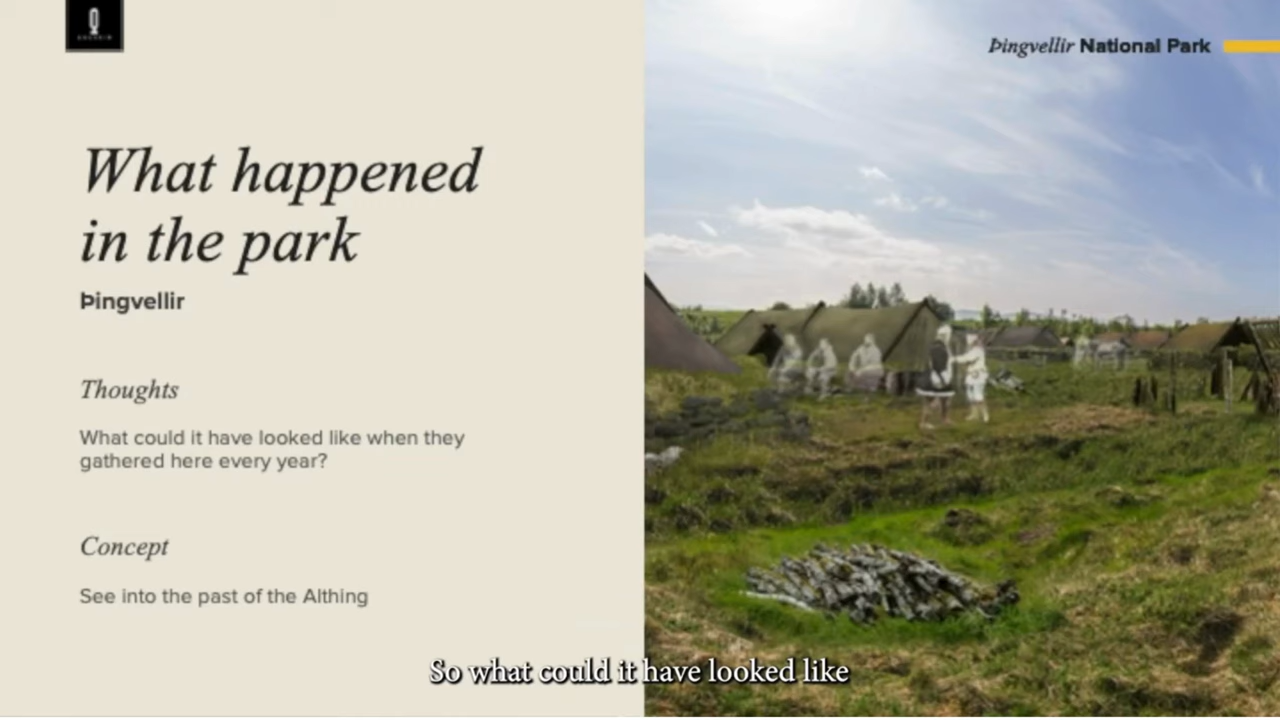 Þingvellir National Park
What happened
in the park
Þingvellir
Thoughts
What could it have looked like when they
gathered here every year?
Concept
See into the past of the Althing
So what could it have looked like